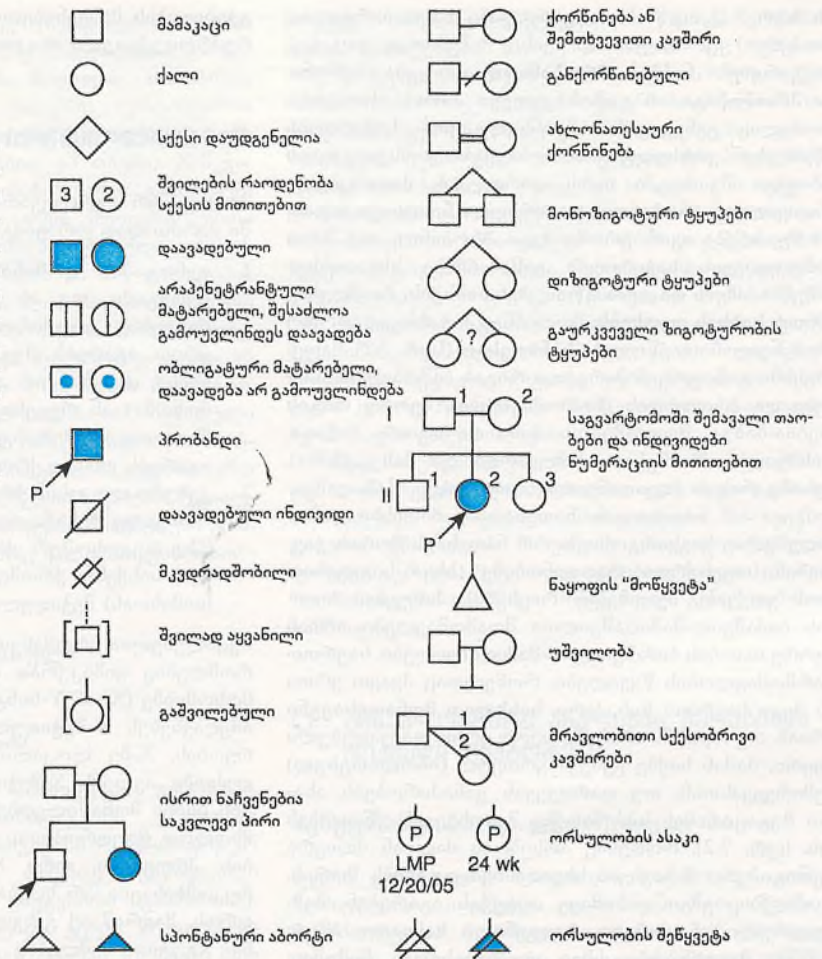 მამაკაცი
ქალი
სქესი დაუდგენელია
3 2
შვილების რაოდენობა
სქესის მითითებით
დაავადებული
არაპენეტრანტული
მატარებელი, შესაძლოა
გამოუვლინდეს დაავადება
ობლიგატური მატარებელი,
დაავადება არ გამოუვლინდება
პრობანდი
P
დაავადებული ინდივიდი
მკვდრადშობილი
შვილად აყვანილი
გაშვილებული
ისრით ნაჩვენებია
საკვლევი პირი
სპონტანური აბორტი
ქორწინება ან
შემთხვევითი კავშირი
განქორწინებული
ახლონათესაური
ქორწინება
მონოზიგოტური ტყუპები
დიზიგოტური ტყუპები
?
გაურკვეველი ზიგოტურობის
ტყუპები
I 1 2
II 1 2 3
P
საგვარტომოში შემავალი თაო-
ბები და ინდივიდები
ნუმერაციის მითითებით
ნაყოფის “მოწყვეტა”
უშვილობა
1
2
მრავლობითი სქესობრივი
კავშირები
P P
LMP 24 wk
12/20/05
ორსულობის ასაკი
ორსულობის შეწყვეტა